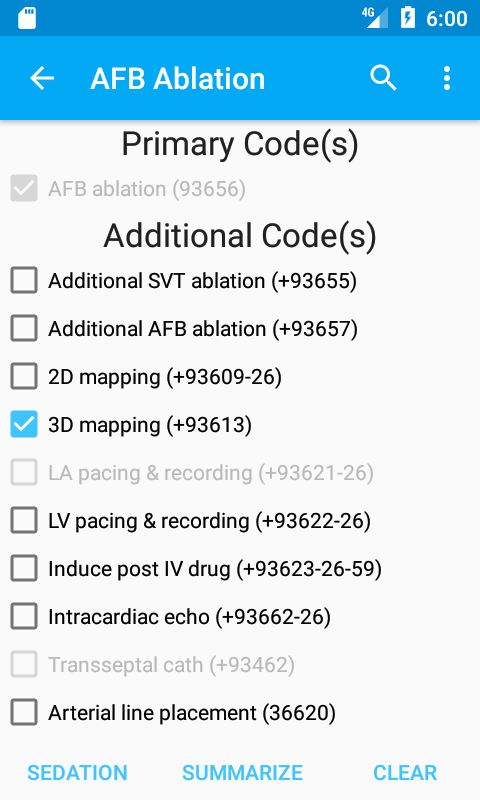 4G 6:00
AFB Ablation
Primary Code(s)
AFB ablation (93656)
Additional Code(s)
Additional SVT ablation (+93655)
Additional AFB ablation (+93657)
2D mapping (+93609-26)
3D mapping (+93613)
LA pacing & recording (+93621-26)
LV pacing & recording (+93622-26)
Induce post IV drug (+93623-26-59)
Intracardiac echo (+93662-26)
Transseptal cath (+93462)
Arterial line placement (36620)
SEDATION SUMMARIZE CLEAR